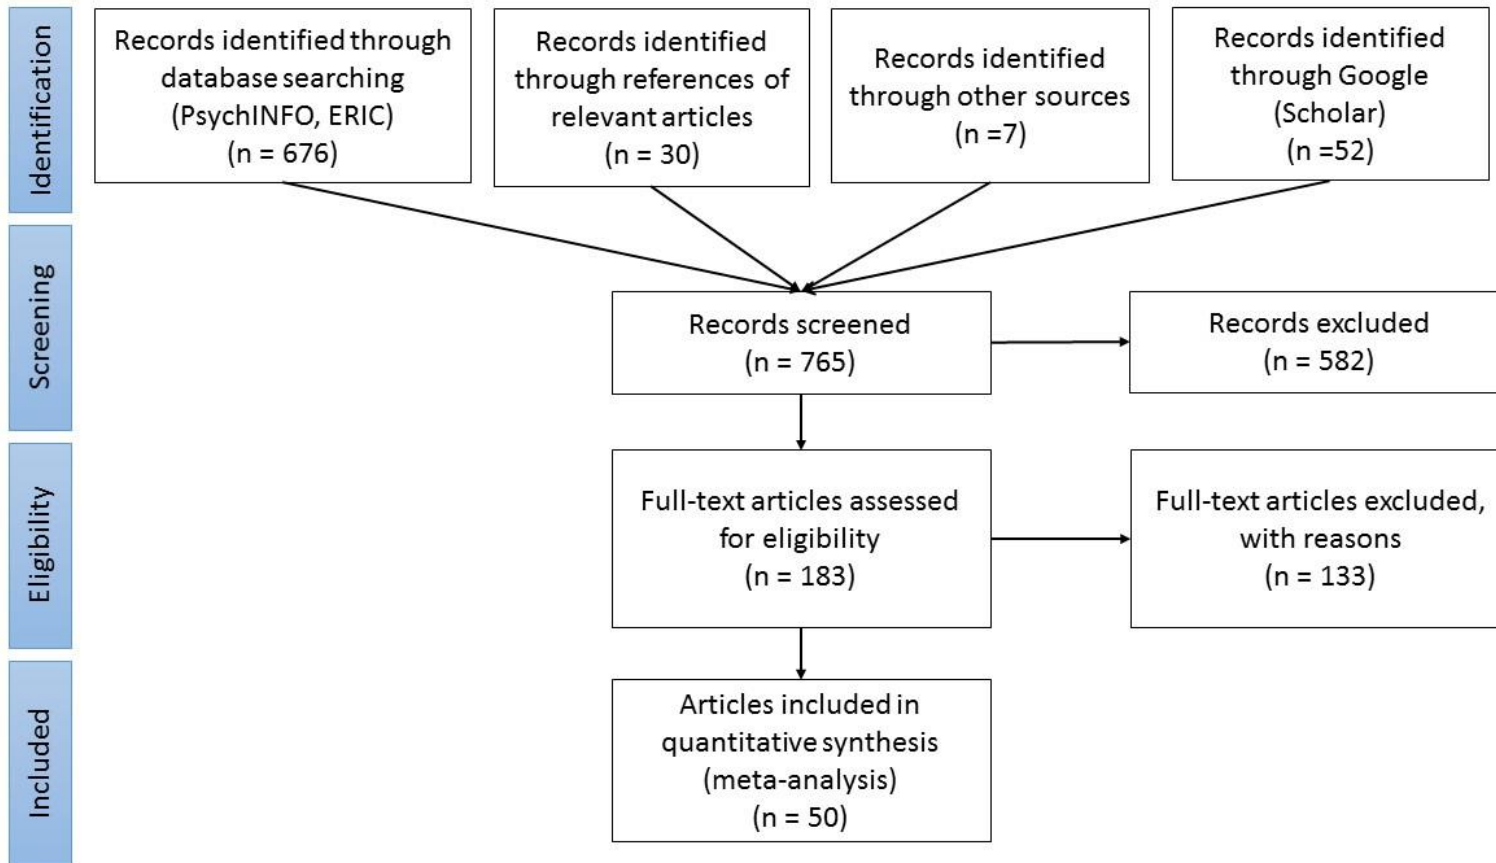 Identification
Records identified through
database searching
(PsychINFO, ERIC)
(n = 676)
Records identified
through references of
relevant articles
(n = 30)
Records identified
through other sources
(n =7)
Records identified
through Google
(Scholar)
(n =52)
Screening
Records screened
(n = 765)
Records excluded
(n = 582)
Eligibility
Full-text articles assessed
for eligibility
(n = 183)
Full-text articles excluded,
with reasons
(n = 133)
Included
Articles included in
quantitative synthesis
(meta-analysis)
(n = 50)